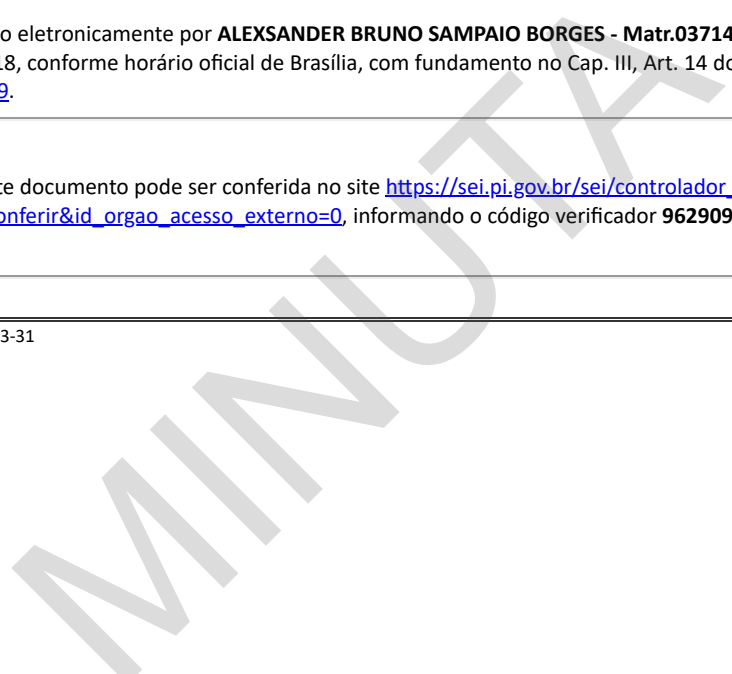 o eletronicamente por ALEXSANDER BRUNO SAMPAIO BORGES - Matr.03714
18, conforme horário oficial de Brasília, com fundamento no Cap. III, Art. 14 do
9.
te documento pode ser conferida no site https://sei.pi.gov.br/sei/controlador_
onferir&id_orgao_acesso_externo=0, informando o código verificador 962909
3-31
MINUTA